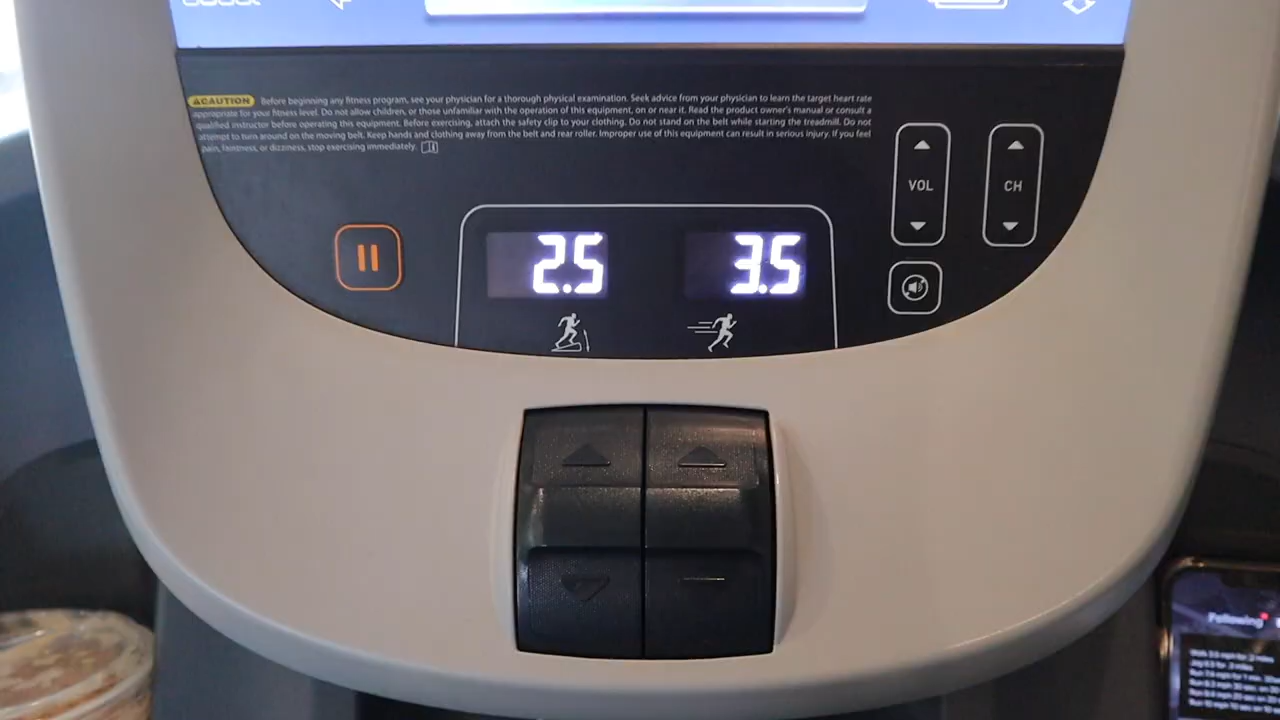 CAUTION Before beginning any fitness program, see your physician for a thorough physical examination. Seek advice from your physician to learn the target heart rate
appropriate for your fitness level. Do not allow children, or those unfamiliar with the operation of this equipment, on or near it. Read the product owner's manual or consult a
qualified instructor before operating this equipment. Before exercising, attach the safety clip to your clothing. Do not stand on the belt while starting the treadmill. Do not
attempt to turn around on the moving belt. Keep hands and clothing away from the belt and rear roller. Improper use of this equipment can result in serious injury. If you feel
pain, faintness, or dizziness, stop exercising immediately.
VOL
CH
2.5
3.5
Following